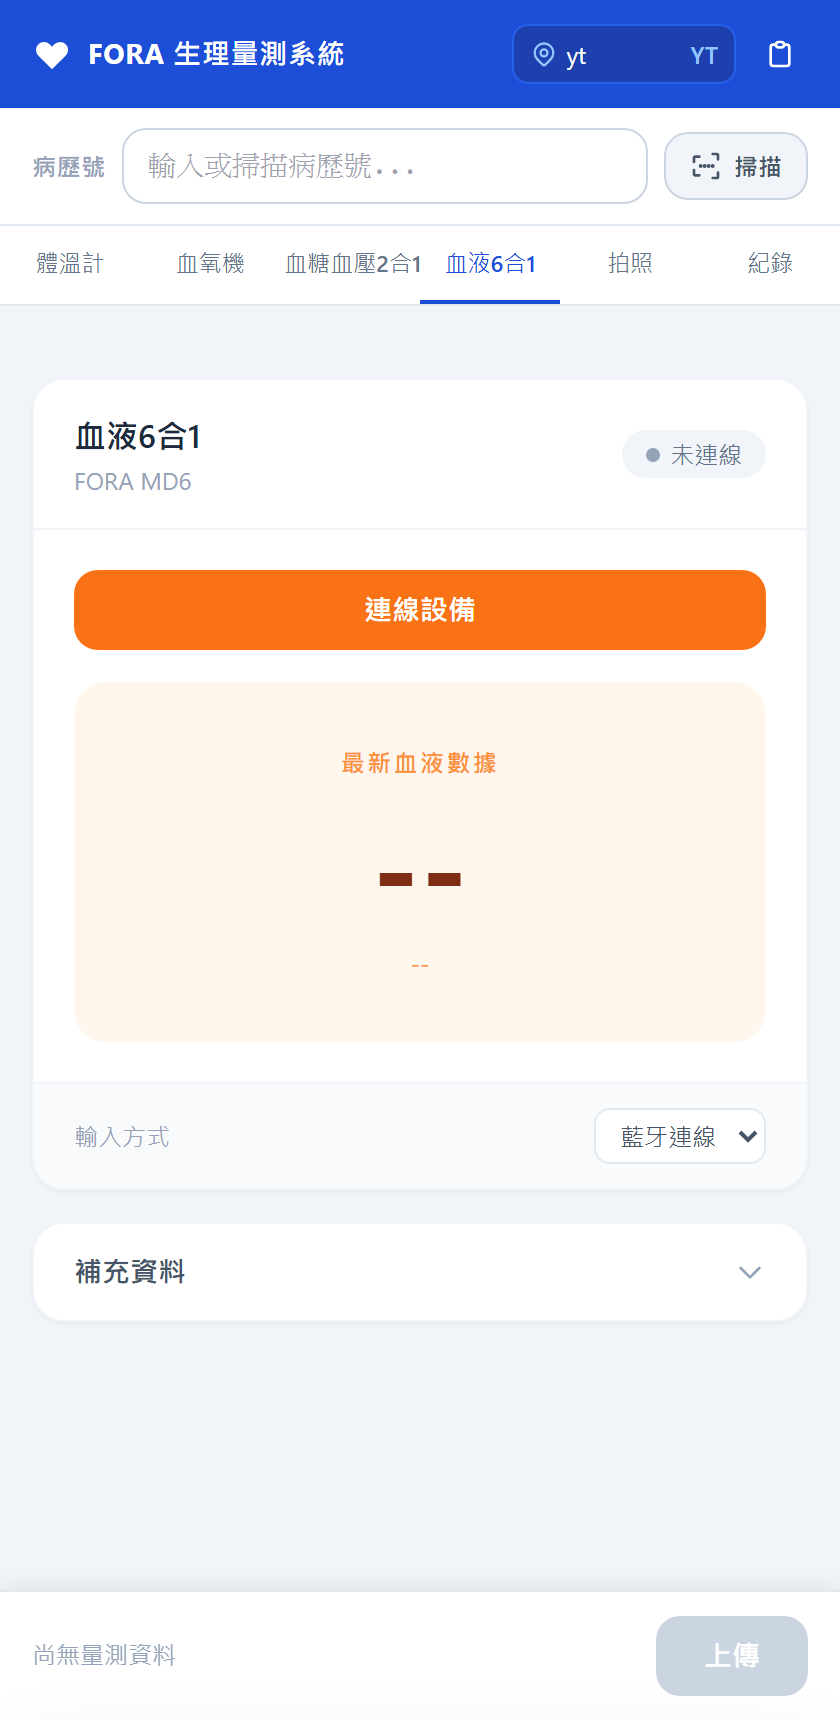 FORA 生理量測系統
yt YT
病歷號 輸入或掃描病歷號... 掃描
體溫計 血氧機 血糖血壓2合1 血液6合1 拍照 紀錄
血液6合1
FORA MD6
未連線
連線設備
最新血液數據
--
--
輸入方式 藍牙連線
補充資料
尚無量測資料 上傳